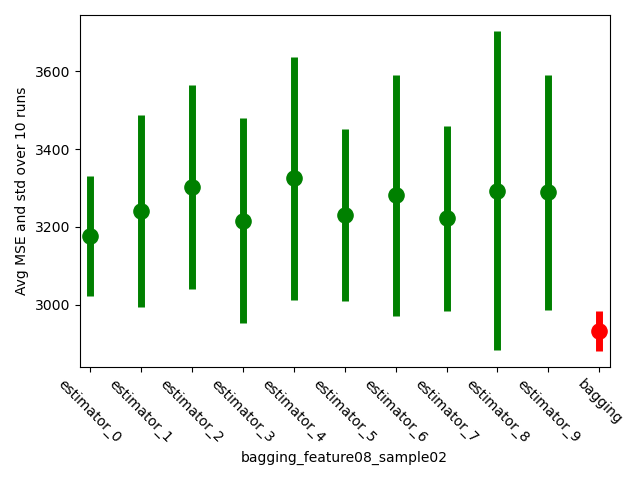 Avg MSE and std over 10 runs
3600
3400
3200
3000
estimator_0
estimator_1
estimator_2
estimator_3
estimator_4
estimator_5
estimator_6
estimator_7
estimator_8
estimator_9
bagging
bagging_feature08_sample02